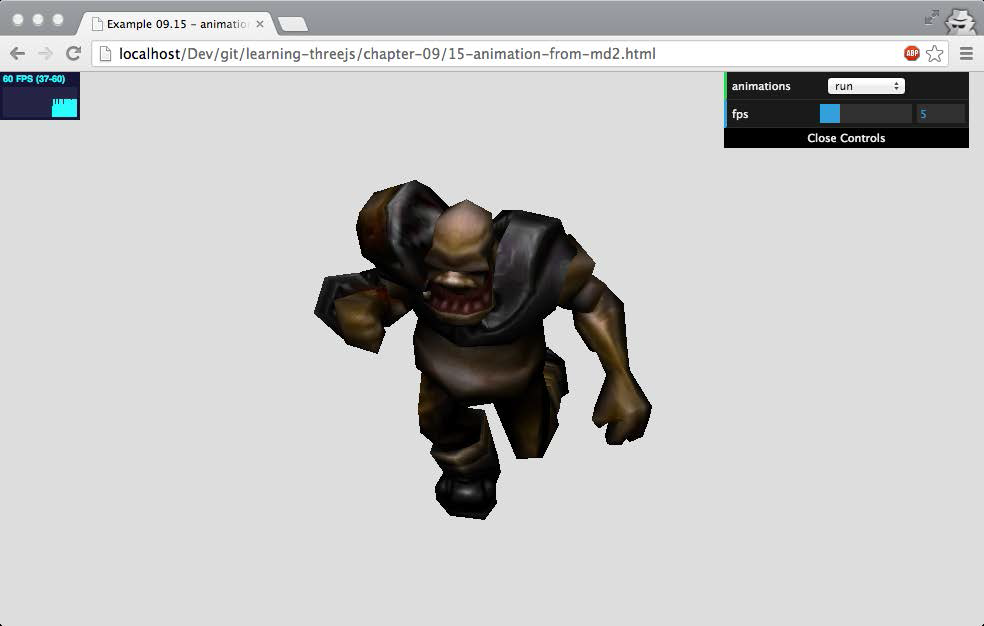 Example 09.15 - animatio
localhost/Dev/git/learning-threejs/chapter-09/15-animation-from-md2.html
ABP
60 FPS (37-60)
animations run
fps 5
Close Controls